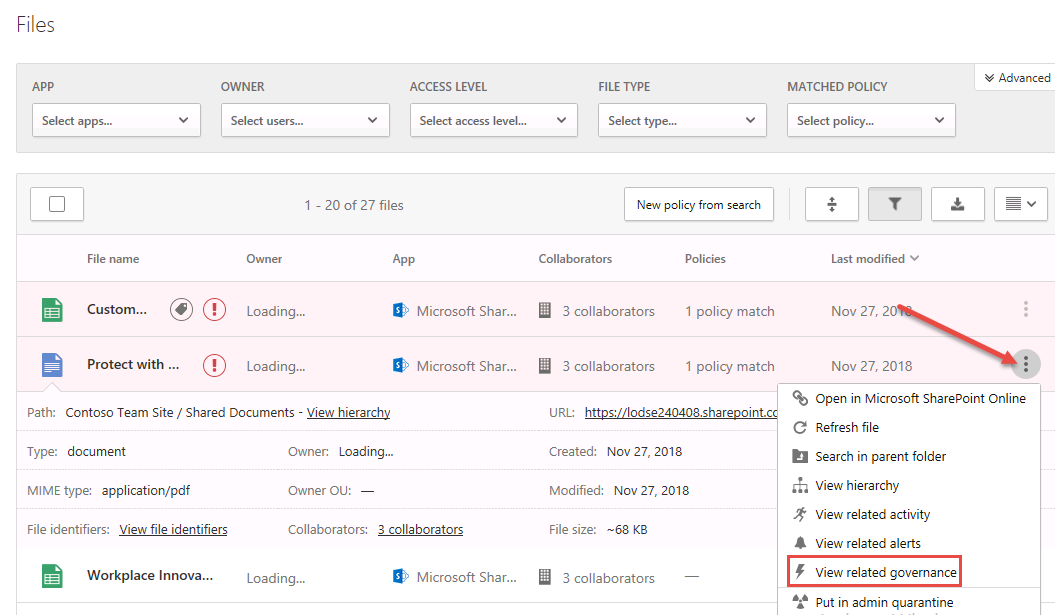 Files
Advanced
APP OWNER ACCESS LEVEL FILE TYPE MATCHED POLICY
Select apps... Select users... Select access level... Select type... Select policy...
1 - 20 of 27 files New policy from search
File name Owner App Collaborators Policies Last modified
Custom... Loading... Microsoft Shar... 3 collaborators 1 policy match Nov 27, 2018
Protect with ... Loading... Microsoft Shar... 3 collaborators 1 policy match Nov 27, 2018
Path: Contoso Team Site / Shared Documents - View hierarchy URL: https://lodse240408.sharepoint.co
Type: document Owner: Loading... Created: Nov 27, 2018
MIME type: application/pdf Owner OU: — Modified: Nov 27, 2018
File identifiers: View file identifiers Collaborators: 3 collaborators File size: ~68 KB
Workplace Innova... Loading... Microsoft Shar... 3 collaborators —
Open in Microsoft SharePoint Online
Refresh file
Search in parent folder
View hierarchy
View related activity
View related alerts
View related governance
Put in admin quarantine